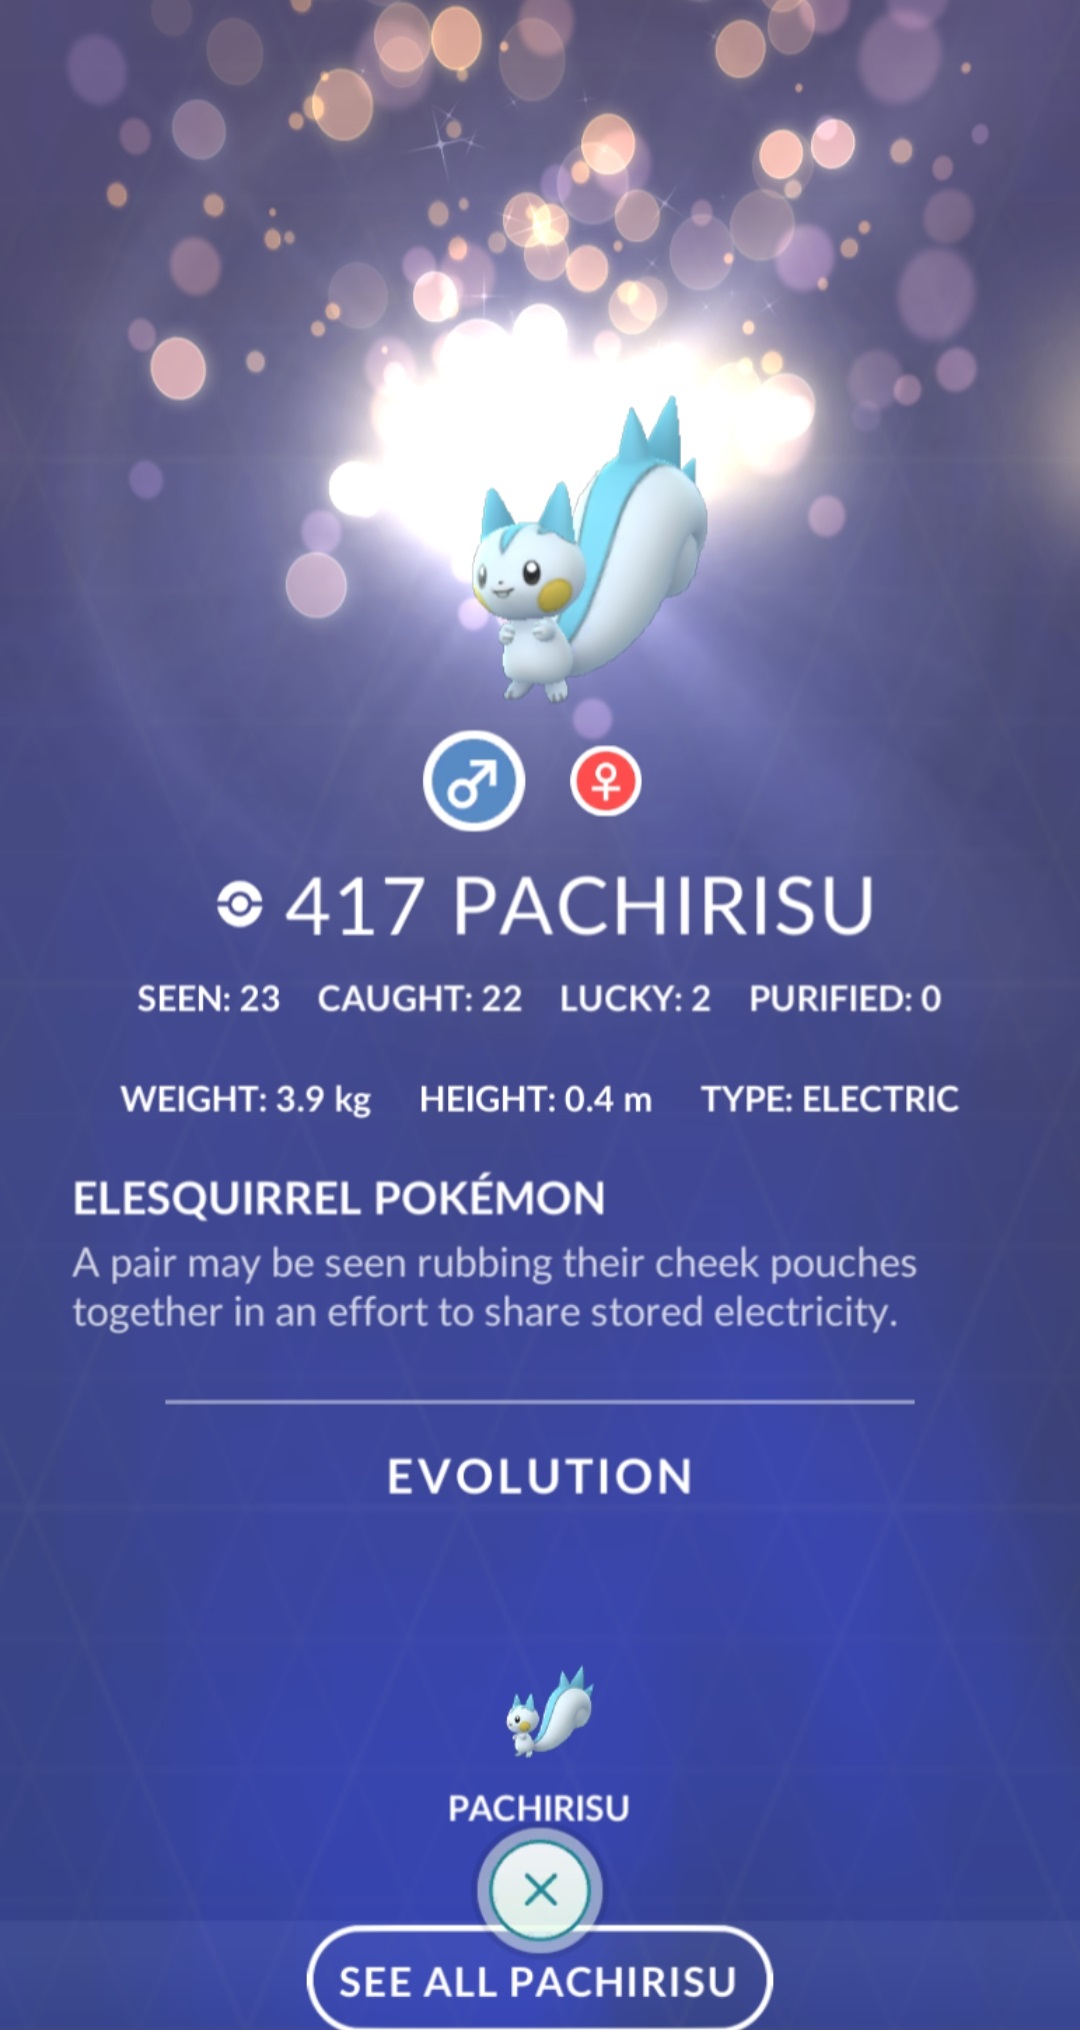 417 PACHIRISU
SEEN: 23 CAUGHT: 22 LUCKY: 2 PURIFIED: 0
WEIGHT: 3.9 kg HEIGHT: 0.4 m TYPE: ELECTRIC
ELESQUIRREL POKÉMON
A pair may be seen rubbing their cheek pouches
together in an effort to share stored electricity.
EVOLUTION
PACHIRISU
SEE ALL PACHIRISU